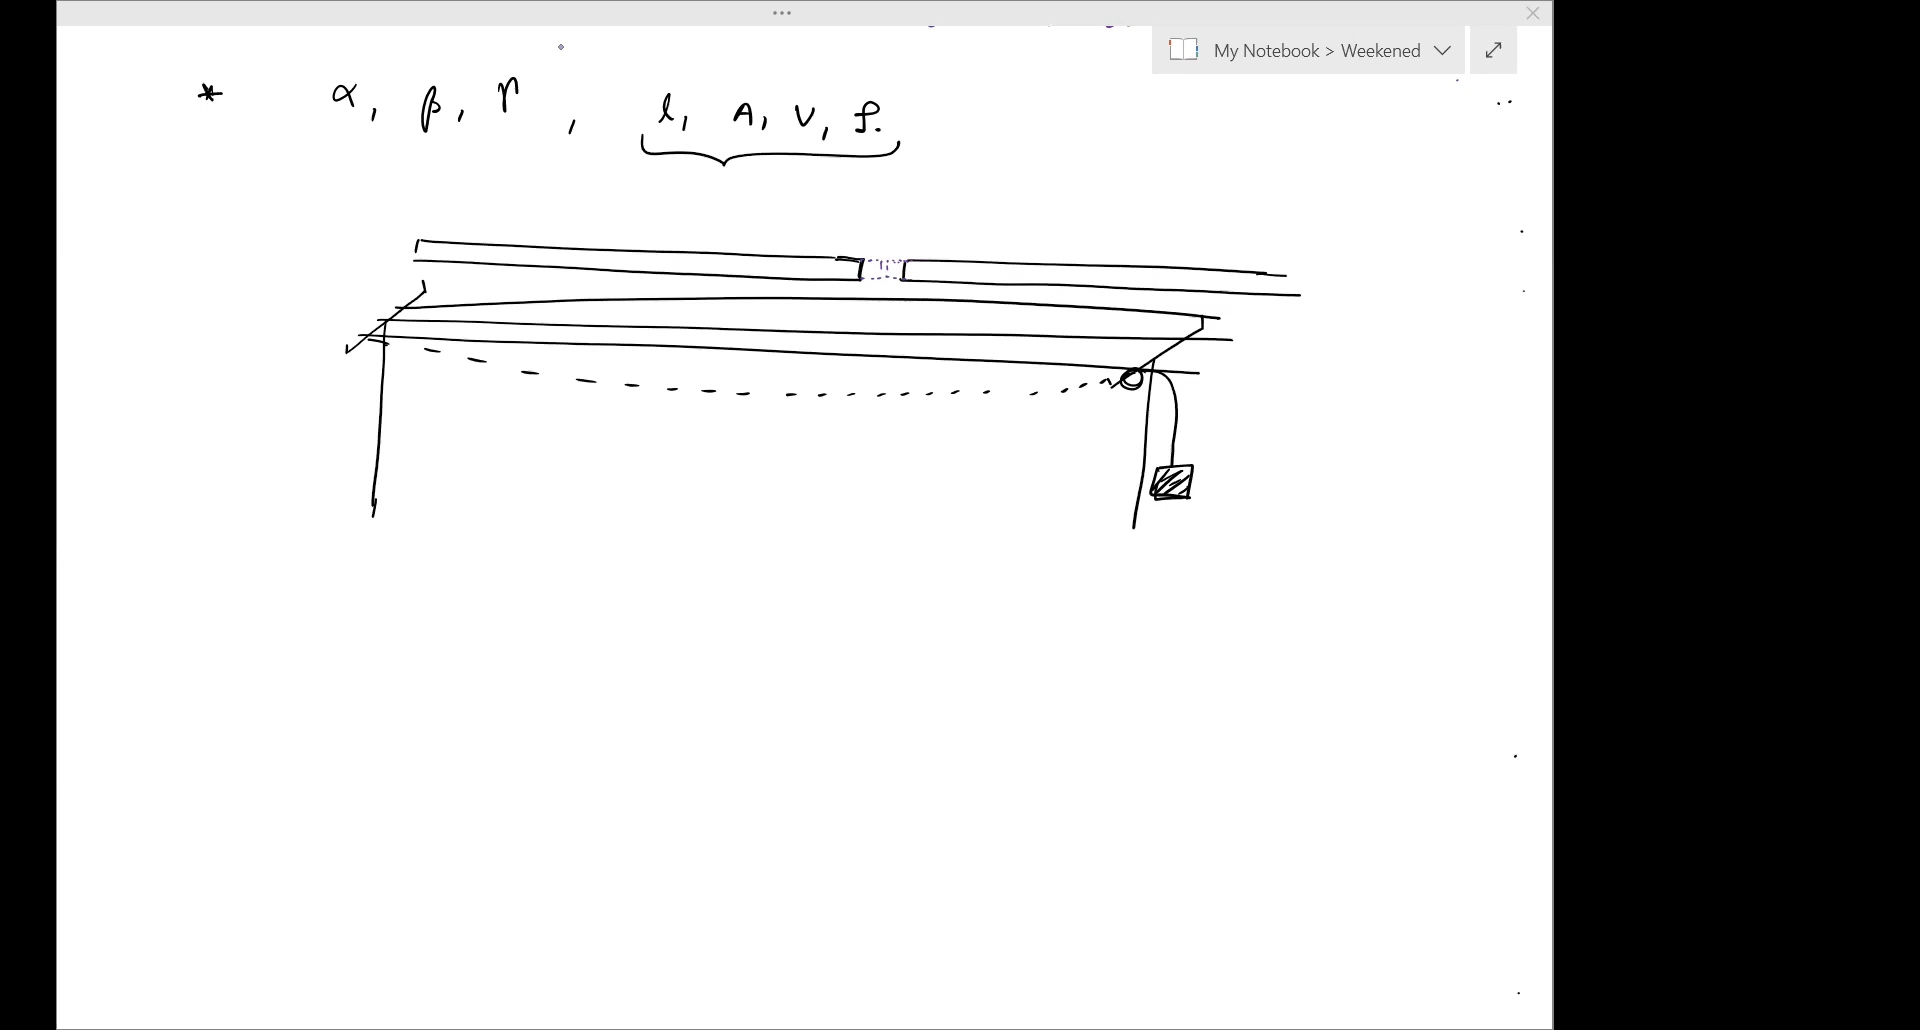 My Notebook > Weekened
* α, β, γ, l, A, V, ρ.